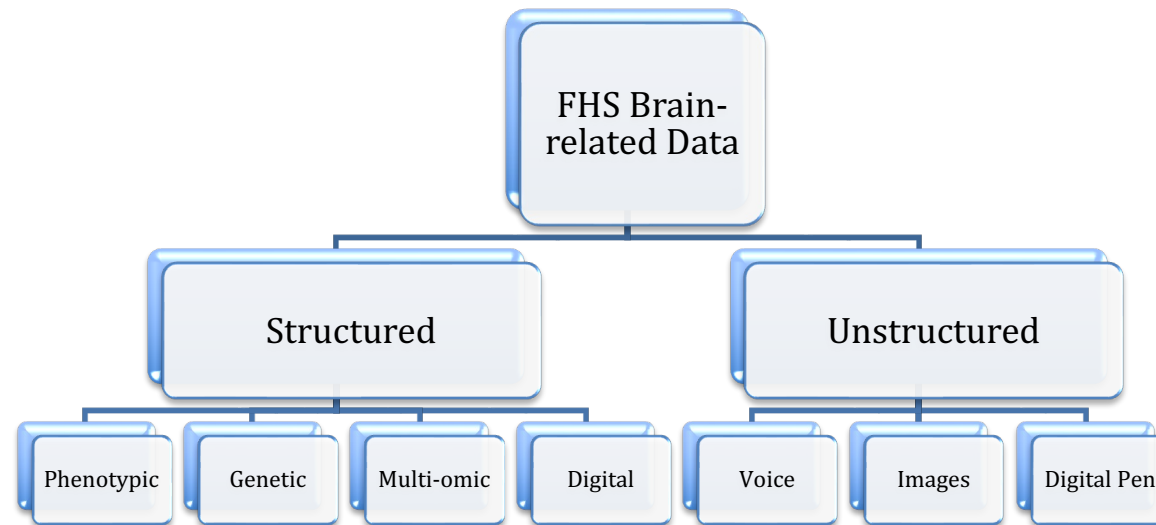 FHS Brain-
related Data
Structured
Unstructured
Phenotypic
Genetic
Multi-omic
Digital
Voice
Images
Digital Pen